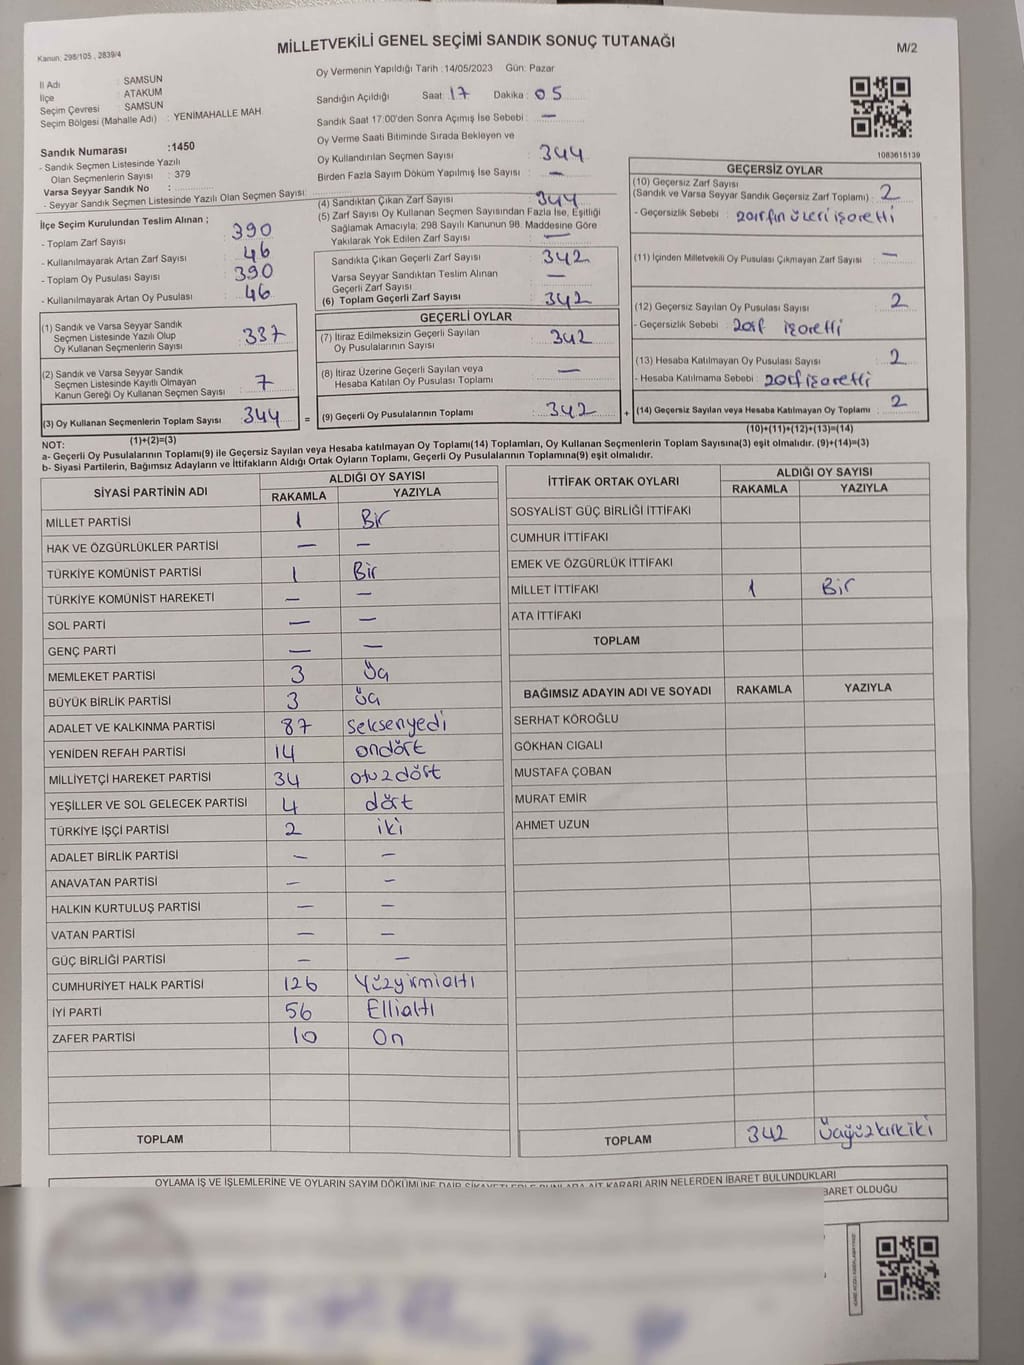 Kanun: 298/105 , 2839/4
MİLLETVEKİLİ GENEL SEÇİMİ SANDIK SONUÇ TUTANAĞI
M/2
İl Adı : SAMSUN
İlçe : ATAKUM
Seçim Çevresi : SAMSUN
Seçim Bölgesi (Mahalle Adı) : YENİMAHALLE MAH.
Sandık Numarası :1450
- Sandık Seçmen Listesinde Yazılı
Olan Seçmenlerin Sayısı : 379
Varsa Seyyar Sandık No :
- Seyyar Sandık Seçmen Listesinde Yazılı Olan Seçmen Sayısı:
İlçe Seçim Kurulundan Teslim Alınan ;
- Toplam Zarf Sayısı 390
- Kullanılmayarak Artan Zarf Sayısı 46
- Toplam Oy Pusulası Sayısı 390
- Kullanılmayarak Artan Oy Pusulası 46
(1) Sandık ve Varsa Seyyar Sandık
Seçmen Listesinde Yazılı Olup
Oy Kullanan Seçmenlerin Sayısı 337
(2) Sandık ve Varsa Seyyar Sandık
Seçmen Listesinde Kayıtlı Olmayan
Kanun Gereği Oy Kullanan Seçmen Sayısı 7
(3) Oy Kullanan Seçmenlerin Toplam Sayısı 344
(1)+(2)=(3)
Oy Vermenin Yapıldığı Tarih :14/05/2023 Gün: Pazar
Sandığın Açıldığı Saat: 17 Dakika: 05
Sandık Saat 17:00'den Sonra Açımış İse Sebebi : —
Oy Verme Saati Bitiminde Sırada Bekleyen ve
Oy Kullandırılan Seçmen Sayısı : 344
Birden Fazla Sayım Döküm Yapılmış İse Sayısı : —
(4) Sandıktan Çıkan Zarf Sayısı : 344
(5) Zarf Sayısı Oy Kullanan Seçmen Sayısından Fazla İse, Eşitliği
Sağlamak Amacıyla; 298 Sayılı Kanunun 98. Maddesine Göre
Yakılarak Yok Edilen Zarf Sayısı : —
Sandıkta Çıkan Geçerli Zarf Sayısı : 342
Varsa Seyyar Sandıktan Teslim Alınan
Geçerli Zarf Sayısı : —
(6) Toplam Geçerli Zarf Sayısı : 342
GEÇERLİ OYLAR
(7) İtiraz Edilmeksizin Geçerli Sayılan
Oy Pusulalarının Sayısı : 342
(8) İtiraz Üzerine Geçerli Sayılan veya
Hesaba Katılan Oy Pusulası Toplamı : —
= (9) Geçerli Oy Pusulalarının Toplamı : 342 +
1083615139
GEÇERSİZ OYLAR
(10) Geçersiz Zarf Sayısı
(Sandık ve Varsa Seyyar Sandık Geçersiz Zarf Toplamı) : 2
- Geçersizlik Sebebi : zarfın üzeri işaretli
(11) İçinden Milletvekili Oy Pusulası Çıkmayan Zarf Sayısı : —
(12) Geçersiz Sayılan Oy Pusulası Sayısı : 2
- Geçersizlik Sebebi : zarf işaretli
(13) Hesaba Katılmayan Oy Pusulası Sayısı : 2
- Hesaba Katılmama Sebebi : zarf işaretli
(14) Geçersiz Sayılan veya Hesaba Katılmayan Oy Toplamı : 2
(10)+(11)+(12)+(13)=(14)
NOT:
a- Geçerli Oy Pusulalarının Toplamı(9) ile Geçersiz Sayılan veya Hesaba katılmayan Oy Toplamı(14) Toplamları, Oy Kullanan Seçmenlerin Toplam Sayısına(3) eşit olmalıdır. (9)+(14)=(3)
b- Siyasi Partilerin, Bağımsız Adayların ve İttifakların Aldığı Ortak Oyların Toplamı, Geçerli Oy Pusulalarının Toplamına(9) eşit olmalıdır.
SİYASİ PARTİNİN ADI ALDIĞI OY SAYISI
RAKAMLA YAZIYLA
MİLLET PARTİSİ 1 Bir
HAK VE ÖZGÜRLÜKLER PARTİSİ — —
TÜRKİYE KOMÜNİST PARTİSİ 1 Bir
TÜRKİYE KOMÜNİST HAREKETİ — —
SOL PARTİ — —
GENÇ PARTİ — —
MEMLEKET PARTİSİ 3 Üç
BÜYÜK BİRLİK PARTİSİ 3 Üç
ADALET VE KALKINMA PARTİSİ 87 Seksenyedi
YENİDEN REFAH PARTİSİ 14 ondört
MİLLİYETÇİ HAREKET PARTİSİ 34 otuzdört
YEŞİLLER VE SOL GELECEK PARTİSİ 4 dört
TÜRKİYE İŞÇİ PARTİSİ 2 iki
ADALET BİRLİK PARTİSİ — —
ANAVATAN PARTİSİ — —
HALKIN KURTULUŞ PARTİSİ — —
VATAN PARTİSİ — —
GÜÇ BİRLİĞİ PARTİSİ — —
CUMHURİYET HALK PARTİSİ 126 Yüzyirmialtı
İYİ PARTİ 56 Ellialtı
ZAFER PARTİSİ 10 On
TOPLAM
İTTİFAK ORTAK OYLARI ALDIĞI OY SAYISI
RAKAMLA YAZIYLA
SOSYALİST GÜÇ BİRLİĞİ İTTİFAKI
CUMHUR İTTİFAKI
EMEK VE ÖZGÜRLÜK İTTİFAKI
MİLLET İTTİFAKI 1 Bir
ATA İTTİFAKI
TOPLAM
BAĞIMSIZ ADAYIN ADI VE SOYADI RAKAMLA YAZIYLA
SERHAT KÖROĞLU
GÖKHAN CIGALI
MUSTAFA ÇOBAN
MURAT EMİR
AHMET UZUN
TOPLAM 342 Üçyüzkırkiki
OYLAMA İŞ VE İŞLEMLERİNE VE OYLARIN SAYIM DÖKÜMÜNE DAİR ŞİKAYETLERLE BUNLARA AİT KARARLARIN NELERDEN İBARET BULUNDUKLARI
BARET OLDUĞU